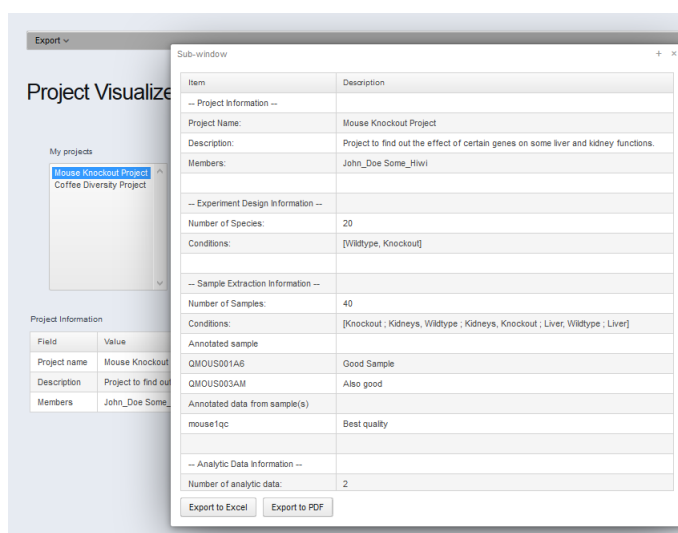 Export
Project Visualize
My projects
Mouse Knockout Project
Coffee Diversity Project
Project Information
Field Value
Project name Mouse Knockout
Description Project to find out
Members John_Doe Some_
Sub-window
Item Description
-- Project Information --
Project Name: Mouse Knockout Project
Description: Project to find out the effect of certain genes on some liver and kidney functions.
Members: John_Doe Some_Hiwi
-- Experiment Design Information --
Number of Species: 20
Conditions: [Wildtype, Knockout]
-- Sample Extraction Information --
Number of Samples: 40
Conditions: [Knockout ; Kidneys, Wildtype ; Kidneys, Knockout ; Liver, Wildtype ; Liver]
Annotated sample
QMOUS001A6 Good Sample
QMOUS003AM Also good
Annotated data from sample(s)
mouse1qc Best quality
-- Analytic Data Information --
Number of analytic data: 2
Export to Excel Export to PDF